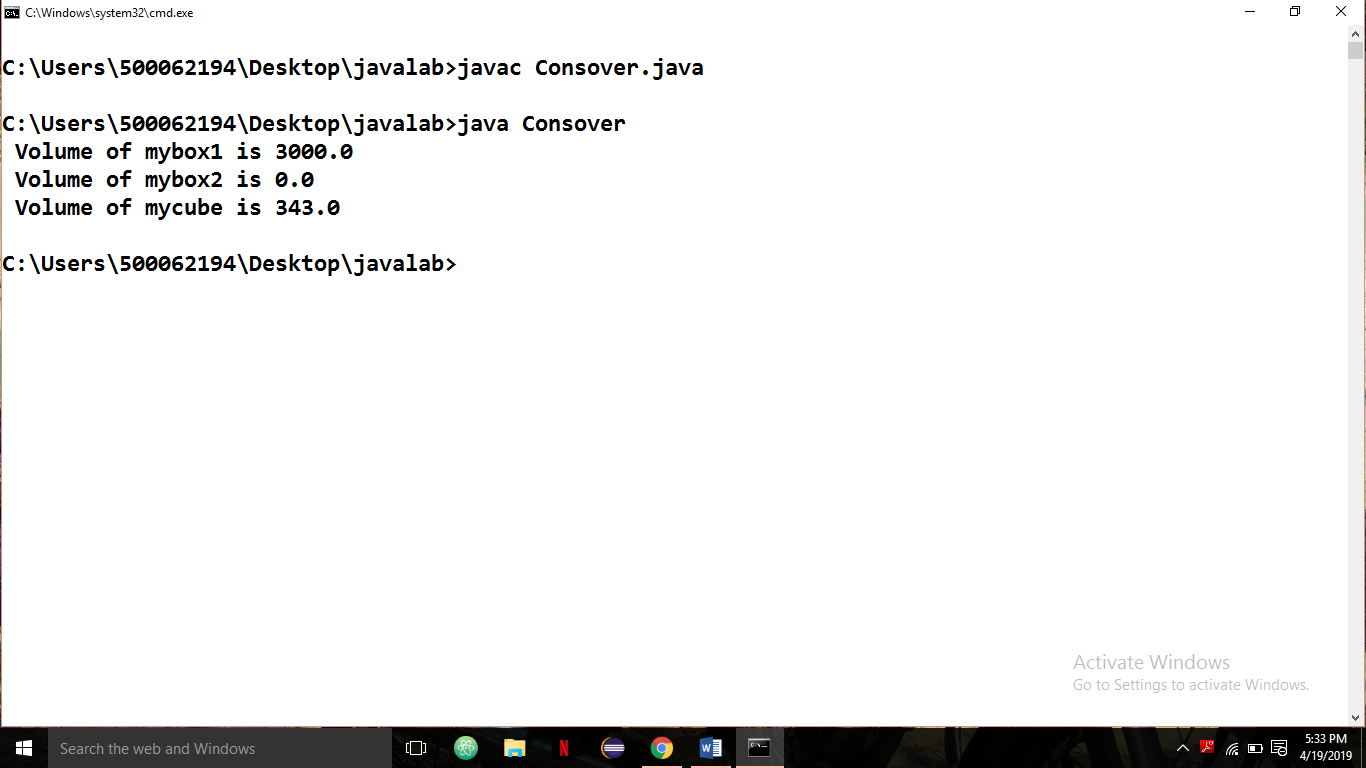 C:\Windows\system32\cmd.exe
C:\Users\500062194\Desktop\javalab>javac Consover.java
C:\Users\500062194\Desktop\javalab>java Consover
Volume of mybox1 is 3000.0
Volume of mybox2 is 0.0
Volume of mycube is 343.0
C:\Users\500062194\Desktop\javalab>
Activate Windows
Go to Settings to activate Windows.
Search the web and Windows
5:33 PM
4/19/2019